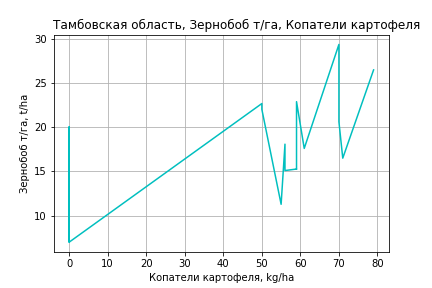 Тамбовская область, Зернобоб т/га, Копатели картофеля
30
25
20
15
10
Зернобоб т/га, t/ha
0 10 20 30 40 50 60 70 80
Копатели картофеля, kg/ha